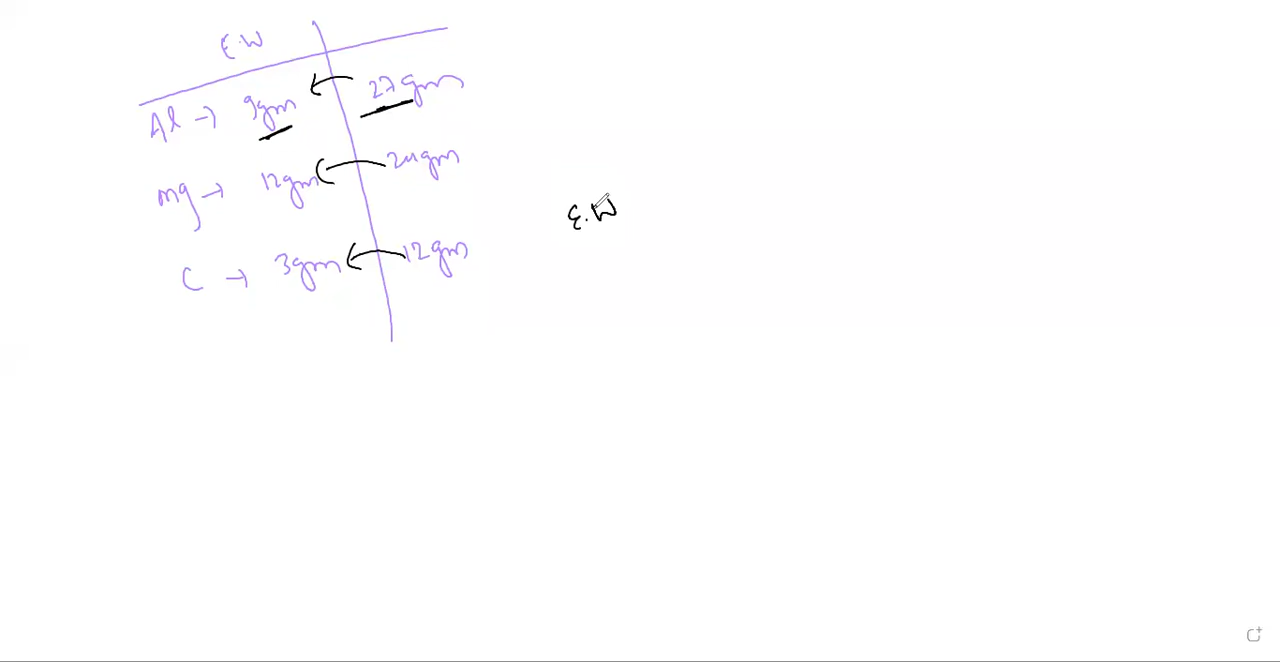 E.W
Al → 9gm 27gm
mg → 12gm 24gm
E.W
C → 3gm 12gm